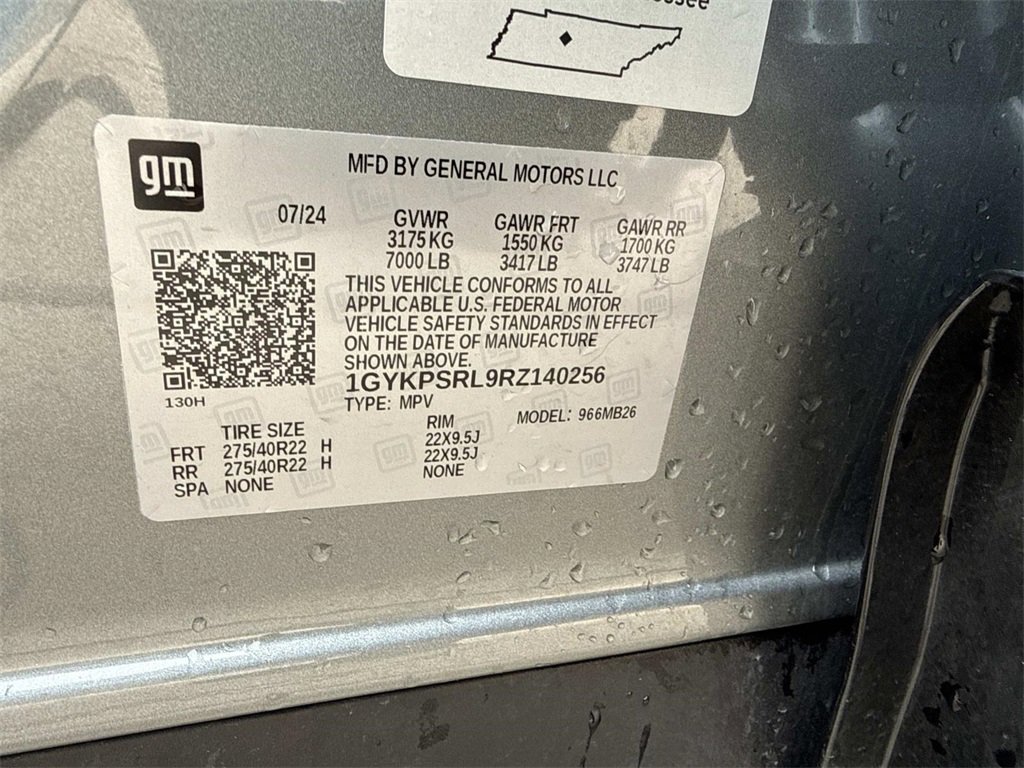 gm
MFD BY GENERAL MOTORS LLC
07/24
GVWR GAWR FRT GAWR RR
3175 KG 1550 KG 1700 KG
7000 LB 3417 LB 3747 LB
THIS VEHICLE CONFORMS TO ALL
APPLICABLE U.S. FEDERAL MOTOR
VEHICLE SAFETY STANDARDS IN EFFECT
ON THE DATE OF MANUFACTURE
SHOWN ABOVE.
1GYKPSRL9RZ140256
130H
TYPE: MPV
MODEL: 966MB26
TIRE SIZE RIM
FRT 275/40R22 H 22X9.5J
RR 275/40R22 H 22X9.5J
SPA NONE NONE